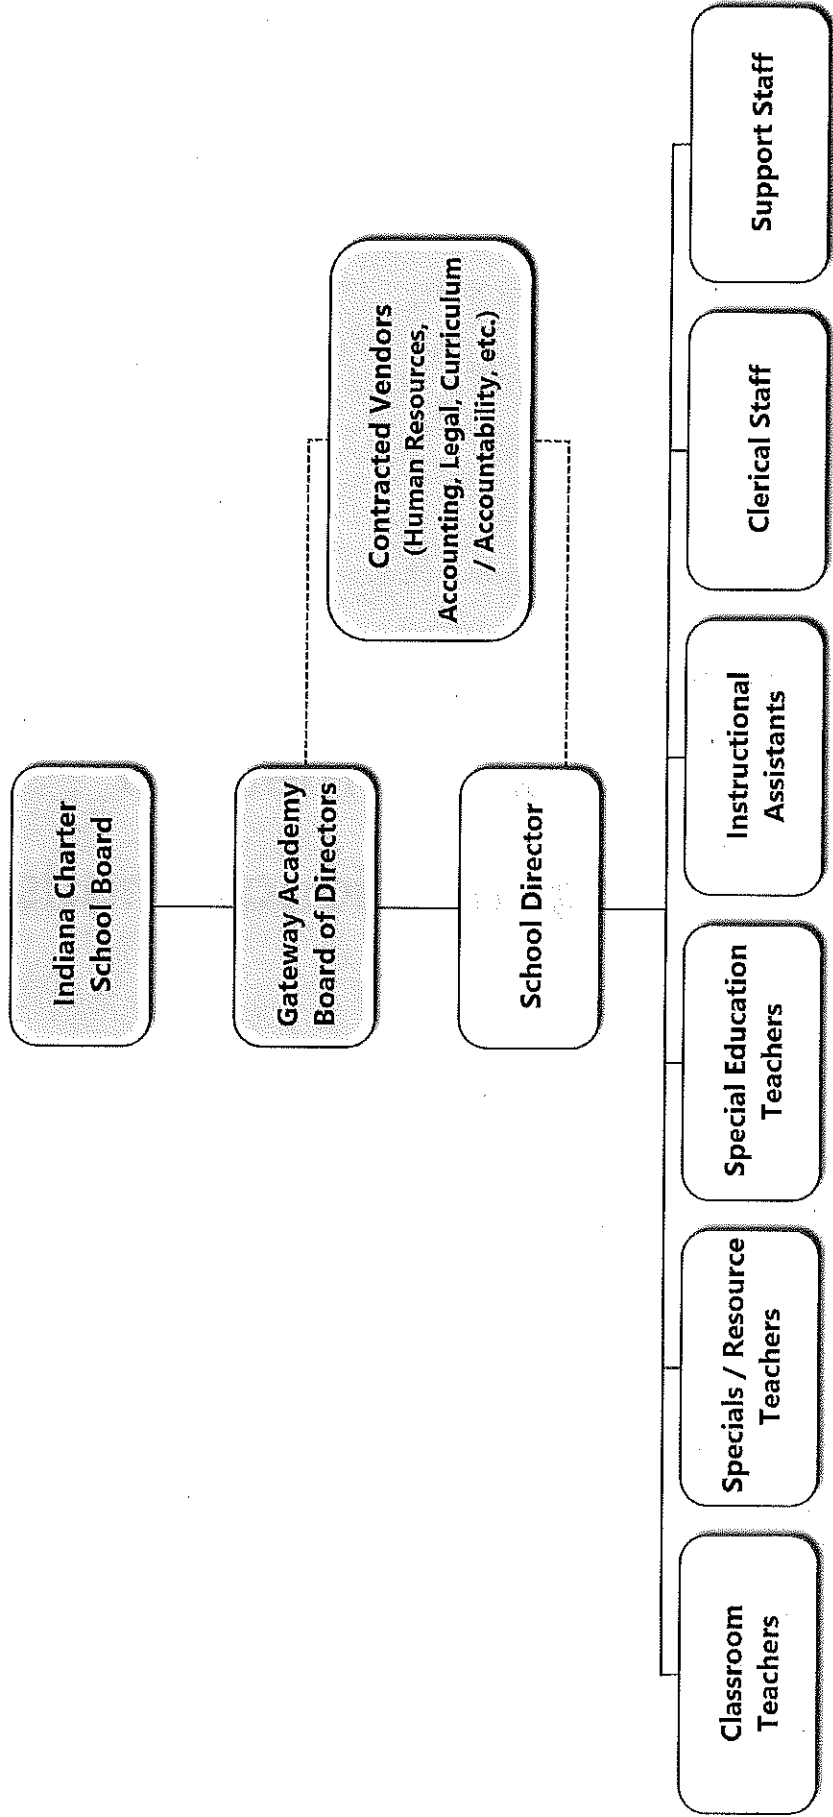 Indiana Charter
School Board
Gateway Academy
Board of Directors
Contracted Vendors
(Human Resources,
Accounting, Legal, Curriculum
/ Accountability, etc.)
School Director
Classroom
Teachers
Specials / Resource
Teachers
Special Education
Teachers
Instructional
Assistants
Clerical Staff
Support Staff